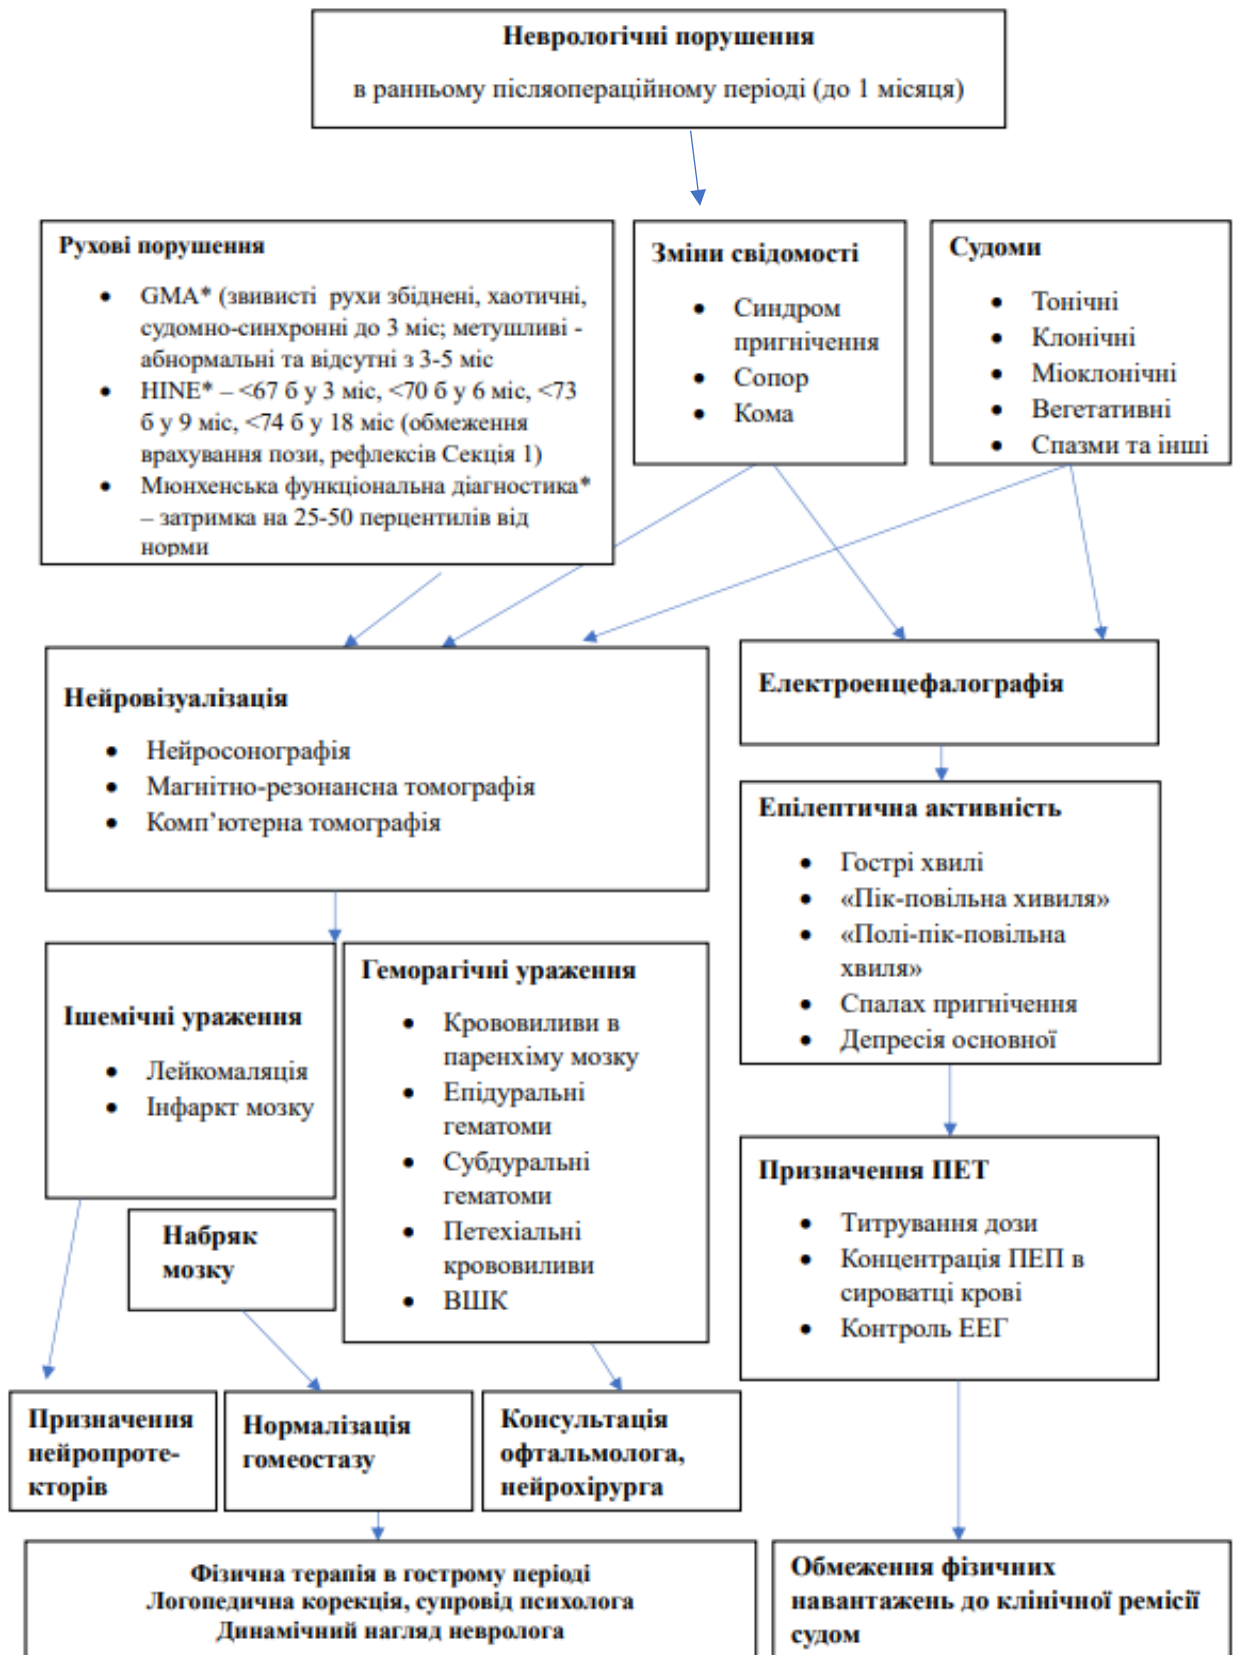 Неврологічні порушення
в ранньому післяопераційному періоді (до 1 місяця)
Рухові порушення
• GMA* (звивисті рухи збіднені, хаотичні,
судомно-синхронні до 3 міс; метушливі -
абнормальні та відсутні з 3-5 міс
• HINE* – <67 б у 3 міс, <70 б у 6 міс, <73
б у 9 міс, <74 б у 18 міс (обмеження
врахування пози, рефлексів Секція 1)
• Мюнхенська функціональна діагностика*
– затримка на 25-50 перцентилів від
норми
Зміни свідомості
• Синдром
пригнічення
• Сопор
• Кома
Судоми
• Тонічні
• Клонічні
• Міоклонічні
• Вегетативні
• Спазми та інші
Нейровізуалізація
• Нейросонографія
• Магнітно-резонансна томографія
• Комп’ютерна томографія
Електроенцефалографія
Епілептична активність
• Гострі хвилі
• «Пік-повільна хивиля»
• «Полі-пік-повільна
хвиля»
• Спалах пригнічення
• Депресія основної
Ішемічні ураження
• Лейкомаляція
• Інфаркт мозку
Геморагічні ураження
• Крововиливи в
паренхіму мозку
• Епідуральні
гематоми
• Субдуральні
гематоми
• Петехіальні
крововиливи
• ВШК
Призначення ПЕТ
• Титрування дози
• Концентрація ПЕП в
сироватці крові
• Контроль ЕЕГ
Набряк
мозку
Призначення
нейропроте-
кторів
Нормалізація
гомеостазу
Консультація
офтальмолога,
нейрохірурга
Фізична терапія в гострому періоді
Логопедична корекція, супровід психолога
Динамічний нагляд невролога
Обмеження фізичних
навантажень до клінічної ремісії
судом